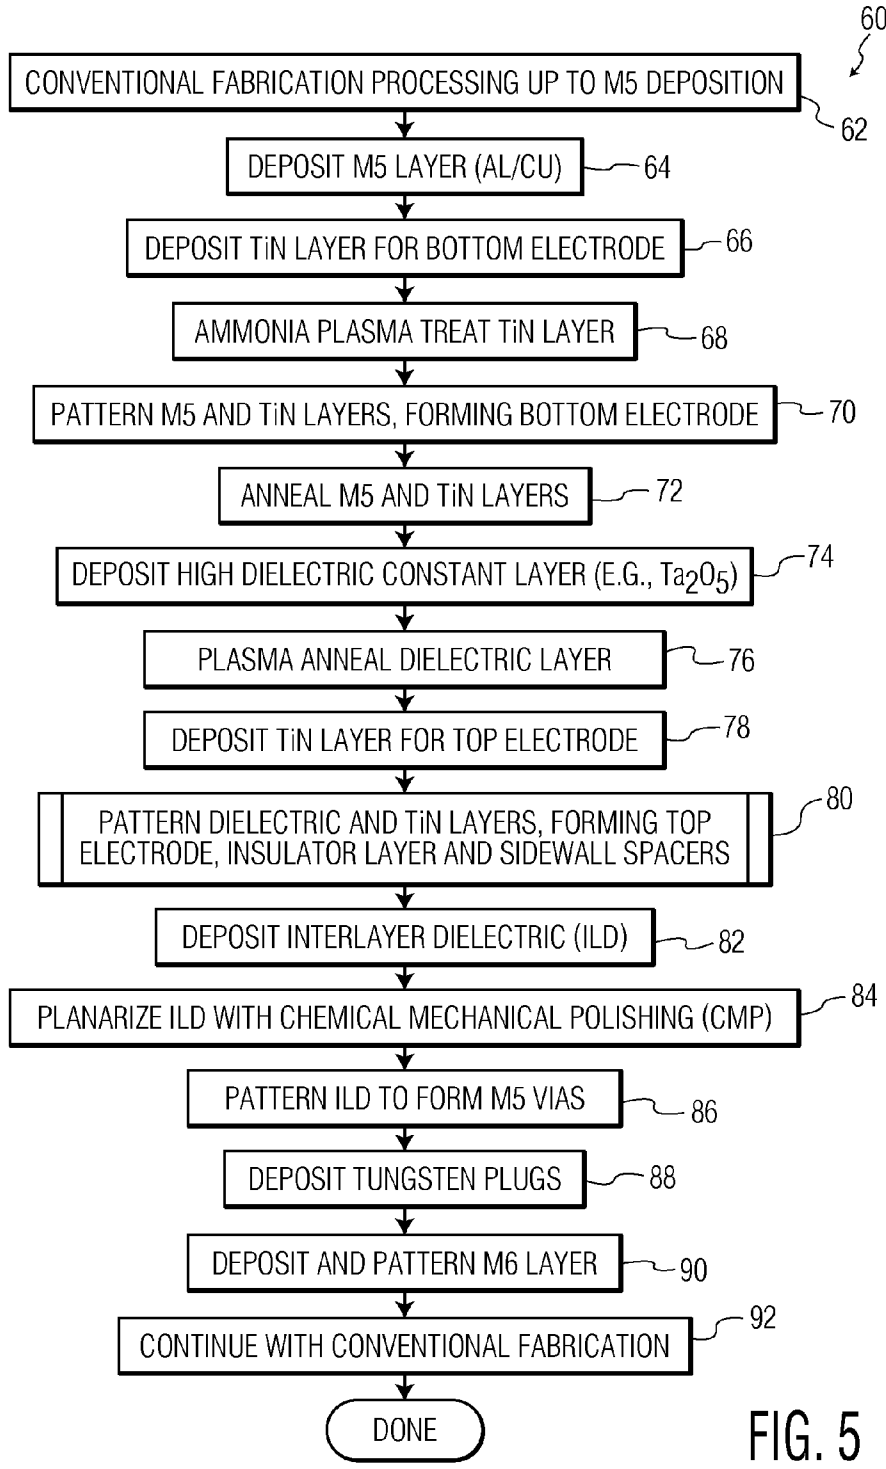 60
CONVENTIONAL FABRICATION PROCESSING UP TO M5 DEPOSITION
62
DEPOSIT M5 LAYER (AL/CU)
64
DEPOSIT TiN LAYER FOR BOTTOM ELECTRODE
66
AMMONIA PLASMA TREAT TiN LAYER
68
PATTERN M5 AND TiN LAYERS, FORMING BOTTOM ELECTRODE
70
ANNEAL M5 AND TiN LAYERS
72
DEPOSIT HIGH DIELECTRIC CONSTANT LAYER (E.G., Ta2O5)
74
PLASMA ANNEAL DIELECTRIC LAYER
76
DEPOSIT TiN LAYER FOR TOP ELECTRODE
78
PATTERN DIELECTRIC AND TiN LAYERS, FORMING TOP
ELECTRODE, INSULATOR LAYER AND SIDEWALL SPACERS
80
DEPOSIT INTERLAYER DIELECTRIC (ILD)
82
PLANARIZE ILD WITH CHEMICAL MECHANICAL POLISHING (CMP)
84
PATTERN ILD TO FORM M5 VIAS
86
DEPOSIT TUNGSTEN PLUGS
88
DEPOSIT AND PATTERN M6 LAYER
90
CONTINUE WITH CONVENTIONAL FABRICATION
92
DONE
FIG. 5